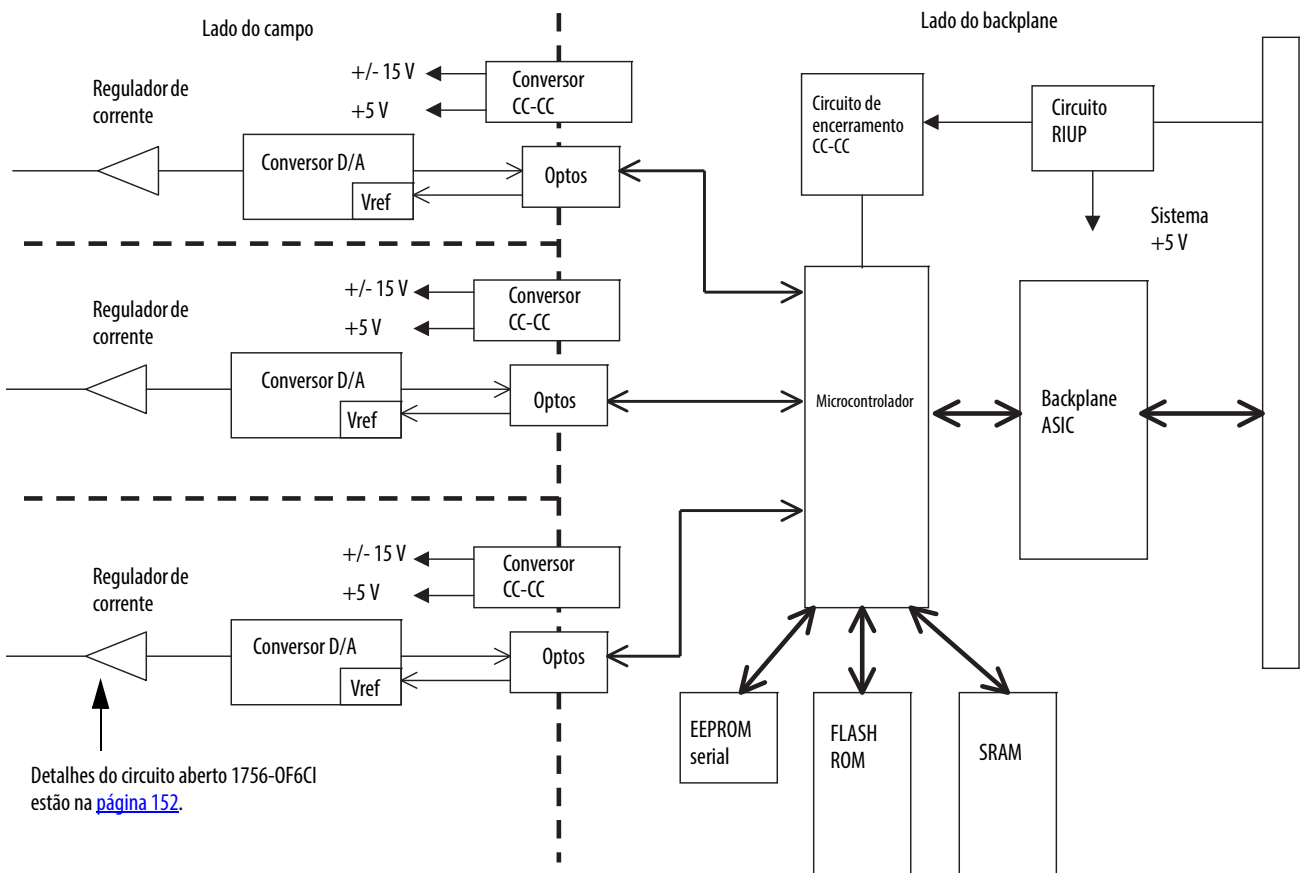 Lado do campo
Lado do backplane
+/- 15 V
+5 V
Conversor
CC-CC
Regulador de
corrente
Conversor D/A
Vref
Optos
Circuito de
encerramento
CC-CC
Circuito
RIUP
Sistema
+5 V
+/- 15 V
+5 V
Conversor
CC-CC
Regulador de
corrente
Conversor D/A
Vref
Optos
Microcontrolador
Backplane
ASIC
+/- 15 V
+5 V
Conversor
CC-CC
Regulador de
corrente
Conversor D/A
Vref
Optos
EEPROM
serial
FLASH
ROM
SRAM
Detalhes do circuito aberto 1756-OF6CI
estão na página 152.